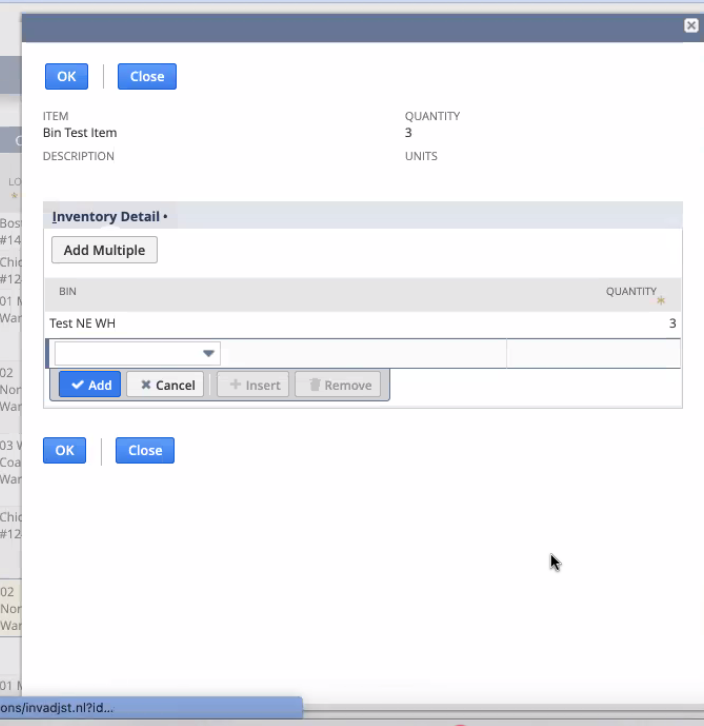 OK
Close
ITEM
QUANTITY
Bin Test Item
3
DESCRIPTION
UNITS
Inventory Detail •
Add Multiple
BIN
QUANTITY *
Test NE WH
3
Add
Cancel
Insert
Remove
OK
Close
LO
*
Bos
#14
Chic
#12
01 M
War
02
Nor
War
03 W
Coa
War
Chic
#12
02
Nor
War
01 M
ons/invadjst.nl?id...